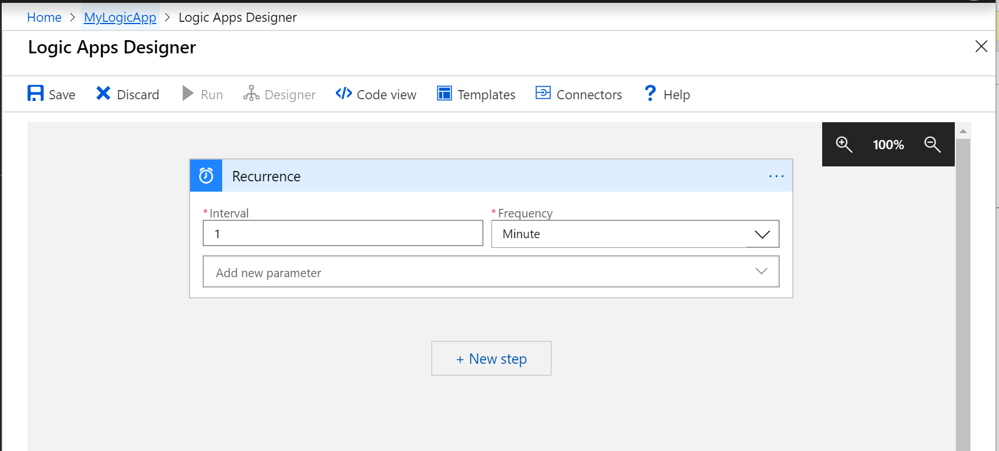 Home > MyLogicApp > Logic Apps Designer
Logic Apps Designer
Save Discard Run Designer Code view Templates Connectors Help
100%
Recurrence
* Interval * Frequency
1 Minute
Add new parameter
+ New step